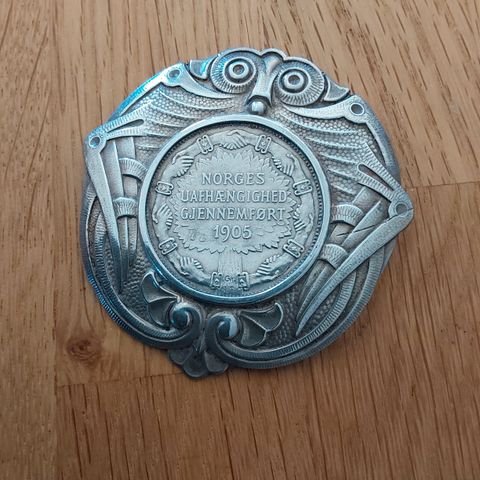 NORGES
UAFHÆNGIGHED
GJENNEMFØRT
1905